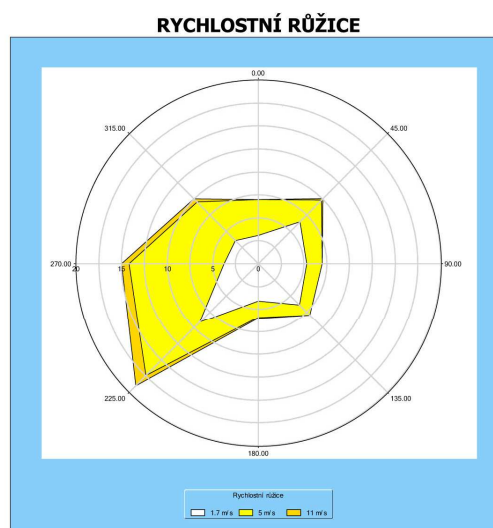 RYCHLOSTNÍ RŮŽICE
0.00
315.00
45.00
270.00
20
15
10
5
0
90.00
225.00
135.00
180.00
Rychlostní růžice
1.7 m/s
5 m/s
11 m/s